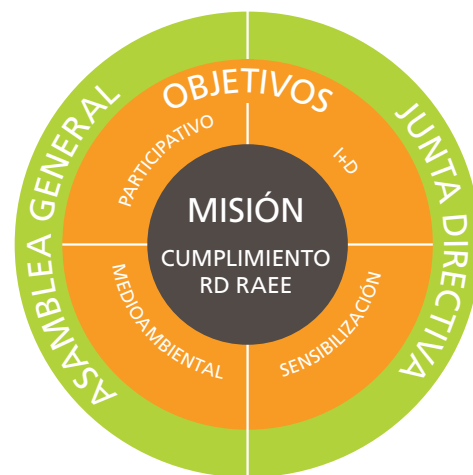 ASAMBLEA GENERAL
JUNTA DIRECTIVA
OBJETIVOS
PARTICIPATIVO
I+D
MISIÓN
CUMPLIMIENTO
RD RAEE
MEDIOAMBIENTAL
SENSIBILIZACIÓN